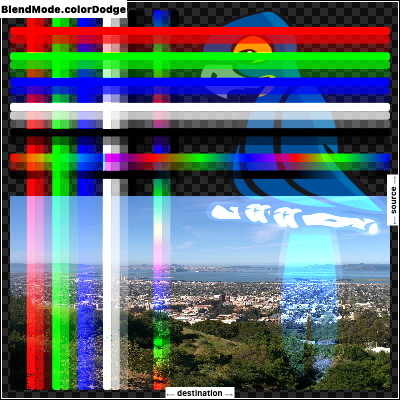 BlendMode.colorDodge
← source →
← destination →